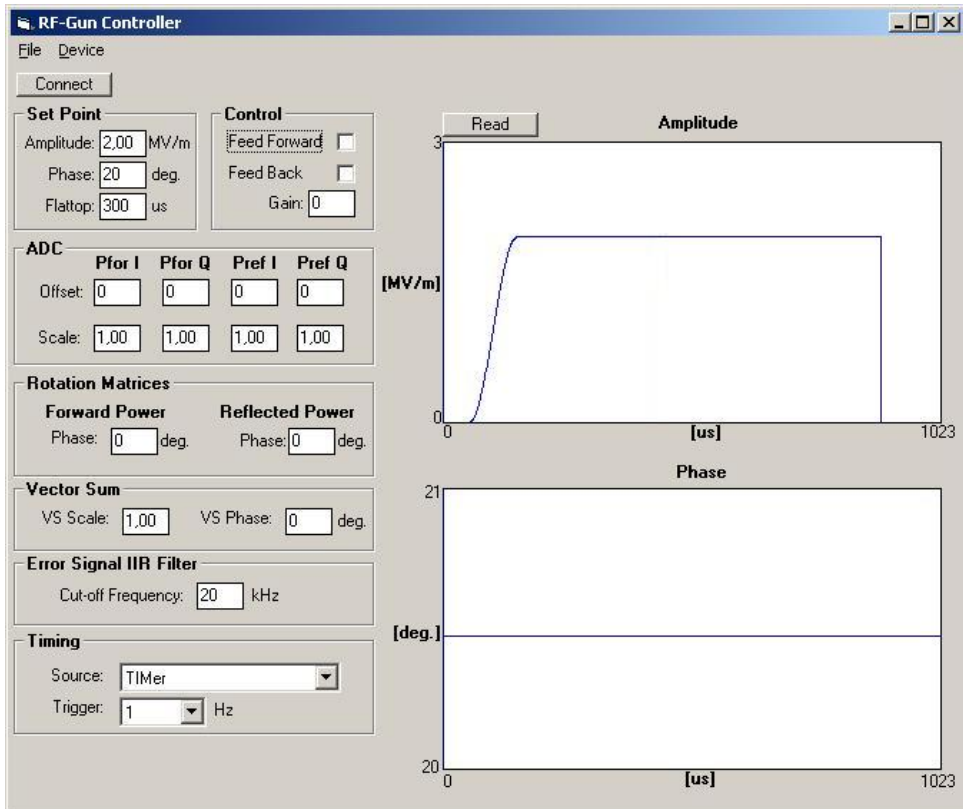 RF-Gun Controller
File Device
Connect
Set Point
Amplitude: 2,00 MV/m
Phase: 20 deg.
Flattop: 300 us
Control
Feed Forward
Feed Back
Gain: 0
ADC
Pfor I Pfor Q Pref I Pref Q
Offset: 0 0 0 0
Scale: 1,00 1,00 1,00 1,00
Rotation Matrices
Forward Power Reflected Power
Phase: 0 deg. Phase: 0 deg.
Vector Sum
VS Scale: 1,00 VS Phase: 0 deg.
Error Signal IIR Filter
Cut-off Frequency: 20 kHz
Timing
Source: TIMer
Trigger: 1 Hz
Read
Amplitude
3
[MV/m]
0
0 [us] 1023
Phase
21
[deg.]
20
0 [us] 1023